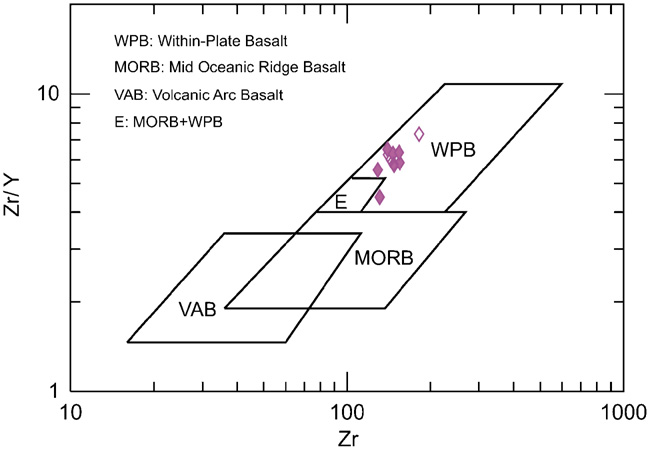 WPB: Within-Plate Basalt
MORB: Mid Oceanic Ridge Basalt
VAB: Volcanic Arc Basalt
E: MORB+WPB
10
Zr/Y
WPB
E
MORB
VAB
1
10
100
1000
Zr